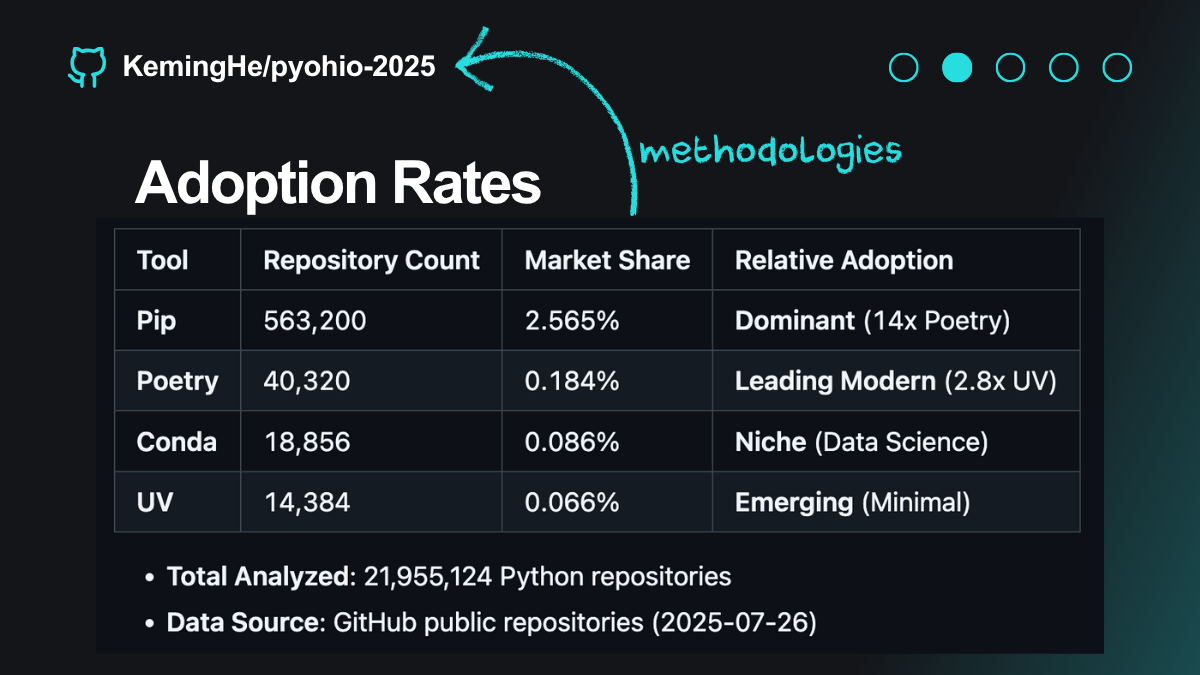 KemingHe/pyohio-2025
methodologies
Adoption Rates
Tool Repository Count Market Share Relative Adoption
Pip 563,200 2.565% Dominant (14x Poetry)
Poetry 40,320 0.184% Leading Modern (2.8x UV)
Conda 18,856 0.086% Niche (Data Science)
UV 14,384 0.066% Emerging (Minimal)
• Total Analyzed: 21,955,124 Python repositories
• Data Source: GitHub public repositories (2025-07-26)